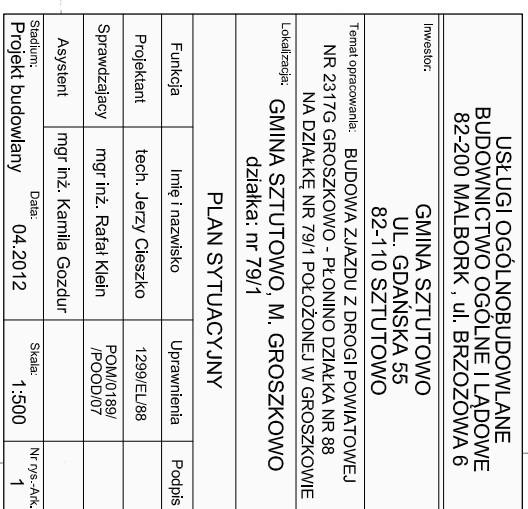 USŁUGI OGÓLNOBUDOWLANE
BUDOWNICTWO OGÓLNE I LĄDOWE
82-200 MALBORK , ul. BRZOZOWA 6
Inwestor:
GMINA SZTUTOWO
UL. GDAŃSKA 55
82-110 SZTUTOWO
Temat opracowania: BUDOWA ZJAZDU Z DROGI POWIATOWEJ
NR 2317G GROSZKOWO - PŁONINO DZIAŁKA NR 88
NA DZIAŁKĘ NR 79/1 POŁOŻONEJ W GROSZKOWIE
Lokalizacja: GMINA SZTUTOWO, M. GROSZKOWO
działka: nr 79/1
PLAN SYTUACYJNY
Funkcja Imię i nazwisko Uprawnienia Podpis
Projektant tech. Jerzy Cieszko 1299/EL/88
Sprawdzajacy mgr inż. Rafał Klein POM/0189/
/POOD/07
Asystent mgr inż. Kamila Gozdur
Stadium: Data: Skala: Nr rys.-Ark.
Projekt budowlany 04.2012 1:500 1